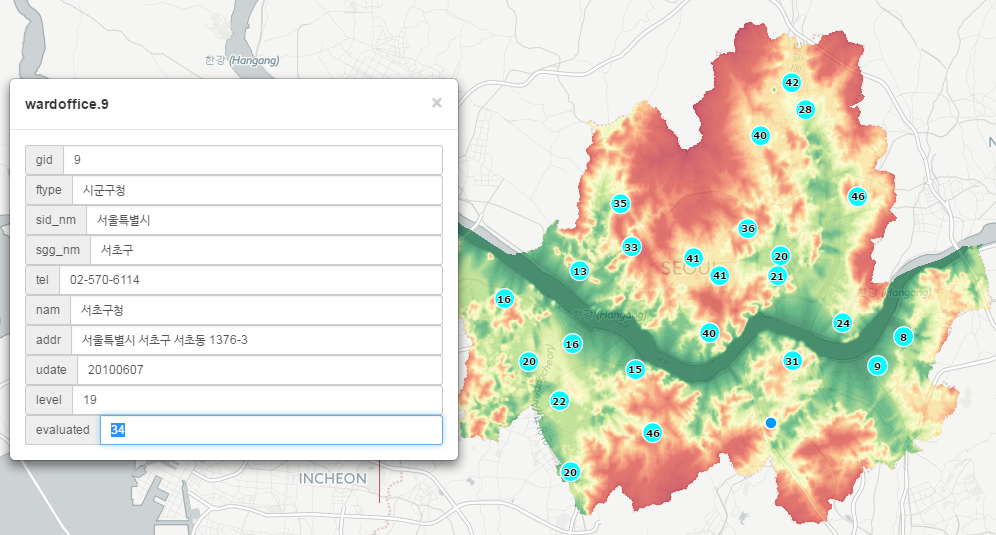 한강 (Hangang)
wardoffice.9 ×
gid 9
ftype 시군구청
sid_nm 서울특별시
sgg_nm 서초구
tel 02-570-6114
nam 서초구청
addr 서울특별시 서초구 서초동 1376-3
udate 20100607
level 19
evaluated 34
INCHEON
42
28
40
46
35
36
33
41
SEOUL
20
41
21
13
16
한강 (Hangang)
한강 (Hangang)
24
40
8
16
20
31
9
15
22
46
20